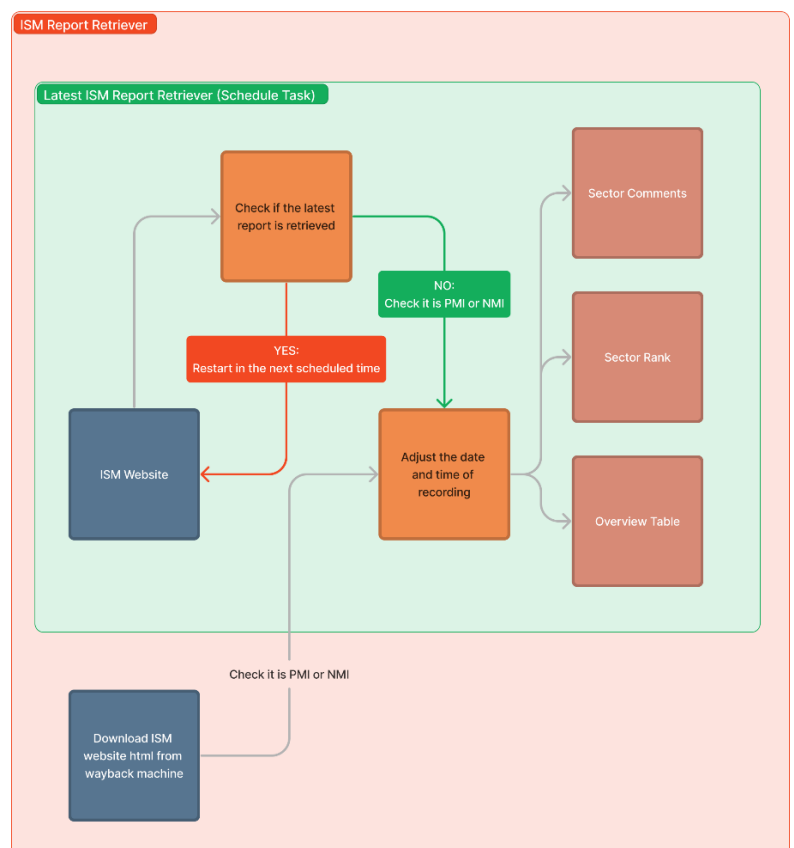 ISM Report Retriever
Latest ISM Report Retriever (Schedule Task)
Check if the latest
report is retrieved
Sector Comments
NO:
Check it is PMI or NMI
YES:
Restart in the next scheduled time
Sector Rank
ISM Website
Adjust the date
and time of
recording
Overview Table
Check it is PMI or NMI
Download ISM
website html from
wayback machine